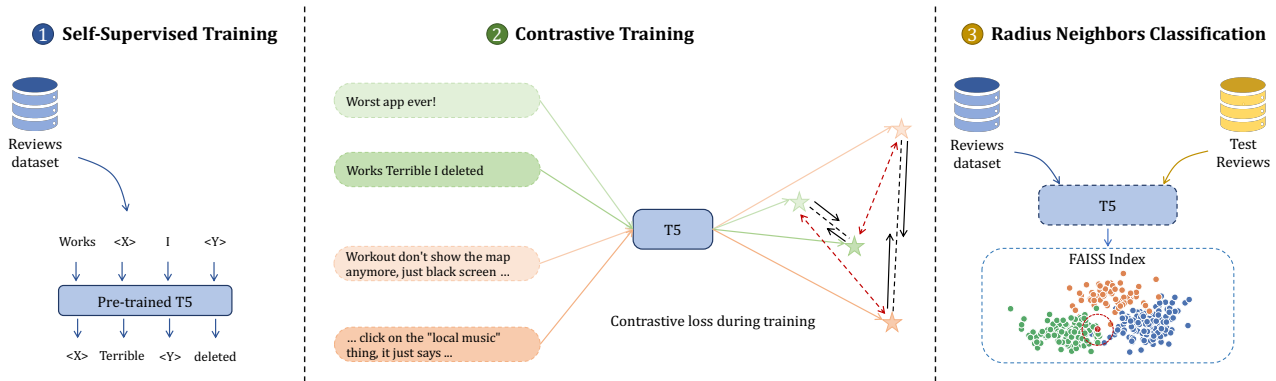 1 Self-Supervised Training
Reviews
dataset
Works <X> I <Y>
Pre-trained T5
<X> Terrible <Y> deleted
2 Contrastive Training
Worst app ever!
Works Terrible I deleted
Workout don't show the map
anymore, just black screen ...
... click on the "local music"
thing, it just says ...
T5
Contrastive loss during training
3 Radius Neighbors Classification
Reviews
dataset
Test
Reviews
T5
FAISS Index